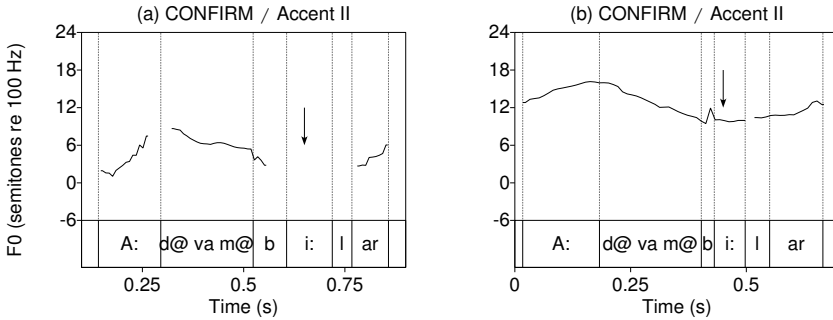 (a) CONFIRM / Accent II
F0 (semitones re 100 Hz)
24
18
12
6
0
-6
A: d@ va m@ b i: l ar
0.25 0.5 0.75
Time (s)
(b) CONFIRM / Accent II
24
18
12
6
0
-6
A: d@ va m@ b i: l ar
0 0.25 0.5
Time (s)